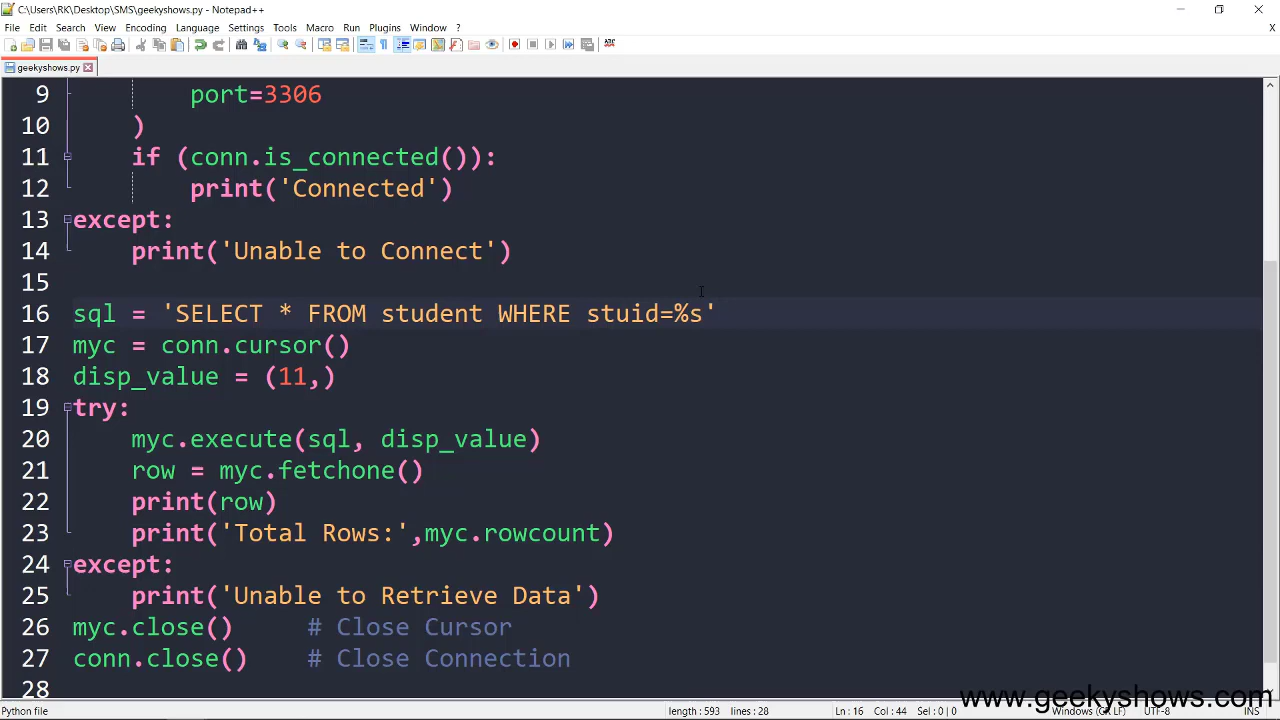 C:\Users\RK\Desktop\SMS\geekyshows.py - Notepad++
File Edit Search View Encoding Language Settings Tools Macro Run Plugins Window ? X
geekyshows.py
9 port=3306
10 )
11 if (conn.is_connected()):
12 print('Connected')
13 except:
14 print('Unable to Connect')
15
16 sql = 'SELECT * FROM student WHERE stuid=%s'
17 myc = conn.cursor()
18 disp_value = (11,)
19 try:
20 myc.execute(sql, disp_value)
21 row = myc.fetchone()
22 print(row)
23 print('Total Rows:',myc.rowcount)
24 except:
25 print('Unable to Retrieve Data')
26 myc.close() # Close Cursor
27 conn.close() # Close Connection
28
www.geekyshows.com
Python file length : 593 lines : 28 Ln : 16 Col : 44 Sel : 0 | 0 Windows (CR LF) UTF-8 INS